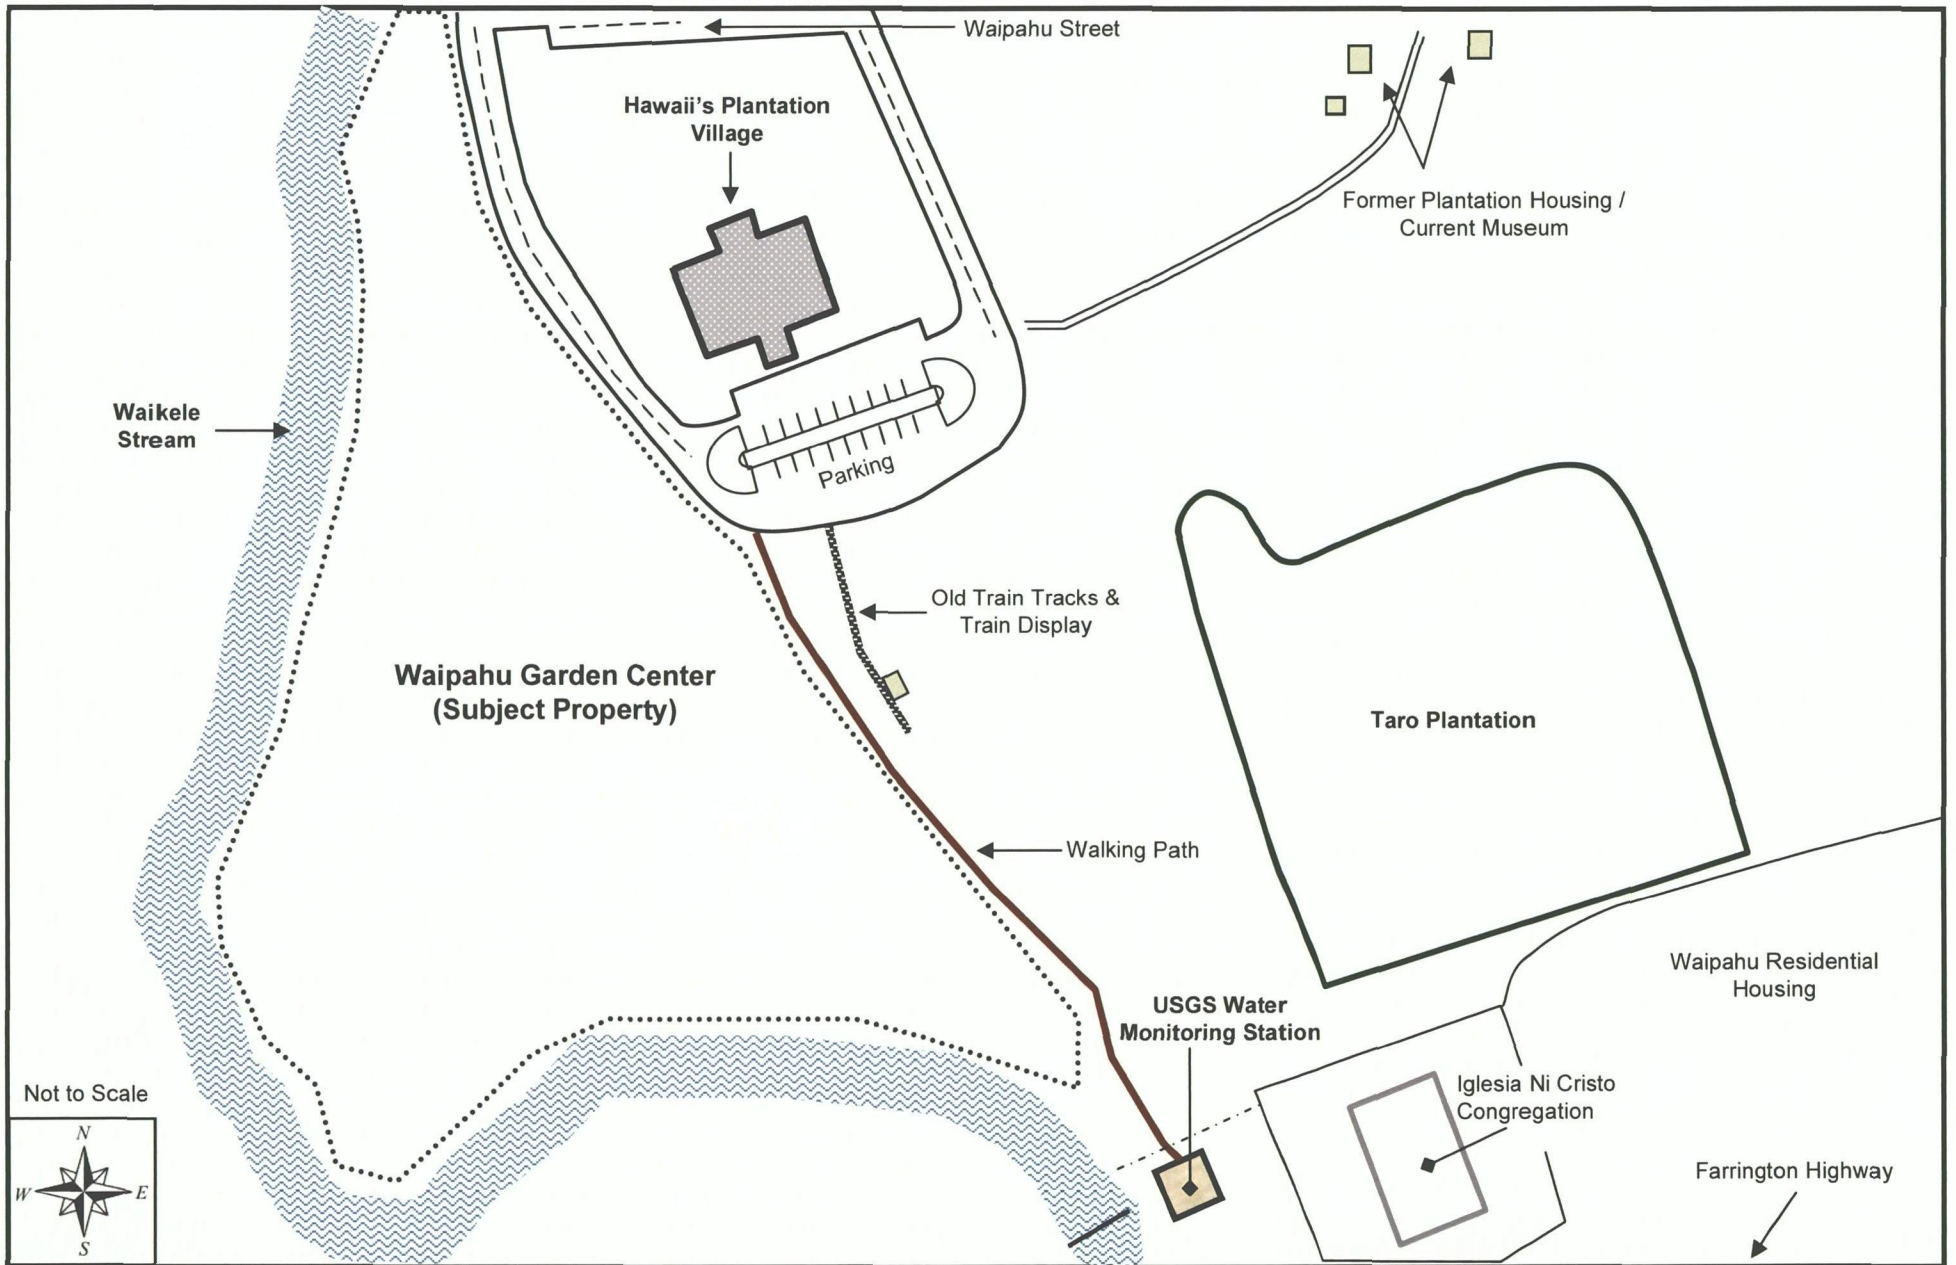 Waipahu Street
Hawaii's Plantation
Village
Former Plantation Housing /
Current Museum
Waikele
Stream
Parking
Old Train Tracks &
Train Display
Waipahu Garden Center
(Subject Property)
Taro Plantation
Walking Path
Waipahu Residential
Housing
USGS Water
Monitoring Station
Iglesia Ni Cristo
Congregation
Not to Scale
N
W
E
S
Farrington Highway